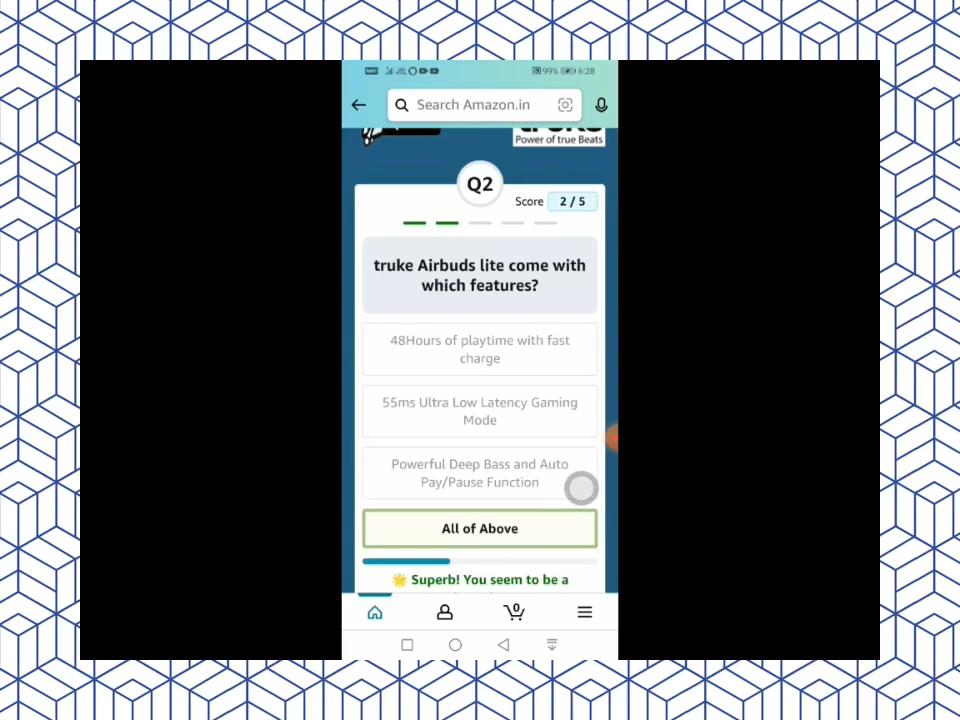 99% 6:28
Search Amazon.in
Power of true Beats
Q2
Score 2 / 5
truke Airbuds lite come with
which features?
48Hours of playtime with fast
charge
55ms Ultra Low Latency Gaming
Mode
Powerful Deep Bass and Auto
Pay/Pause Function
All of Above
🌟 Superb! You seem to be a
0